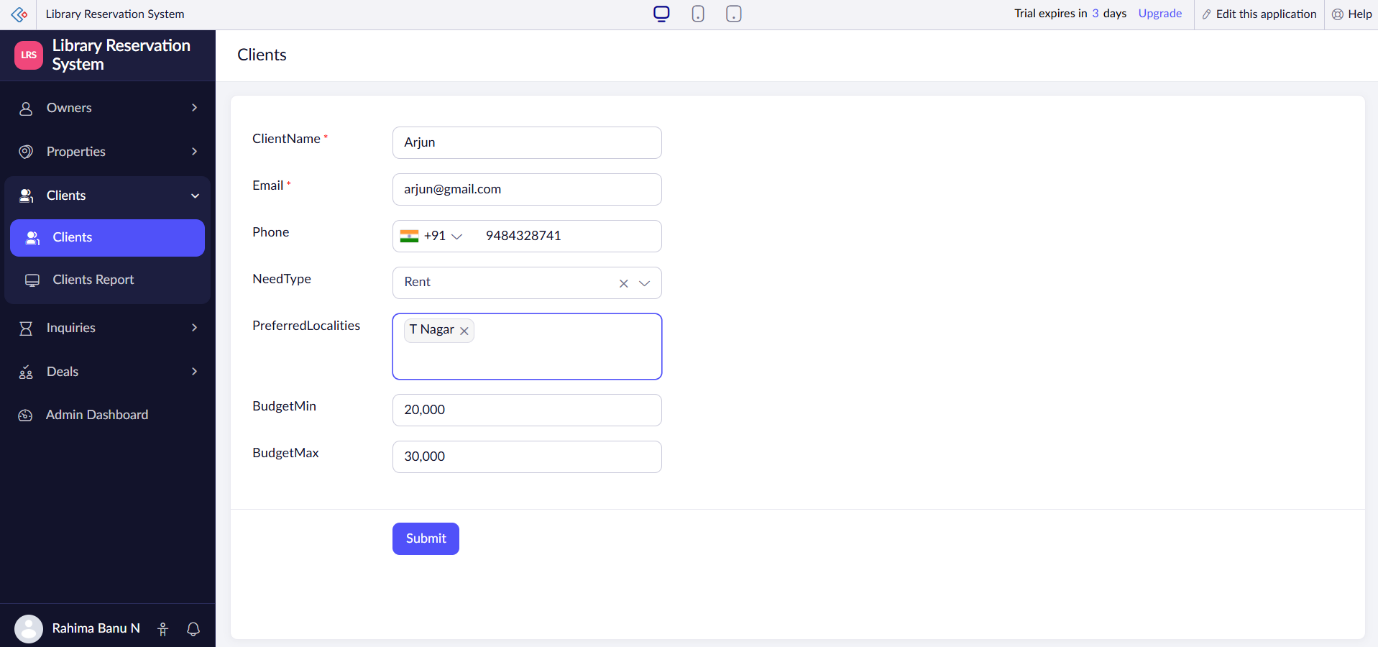 Library Reservation System
Trial expires in 3 days Upgrade
Edit this application
Help
LRS
Library Reservation
System
Owners
Properties
Clients
Clients
Clients Report
Inquiries
Deals
Admin Dashboard
Rahima Banu N
Clients
ClientName *
Arjun
Email *
arjun@gmail.com
Phone
+91 9484328741
NeedType
Rent
PreferredLocalities
T Nagar
BudgetMin
20,000
BudgetMax
30,000
Submit